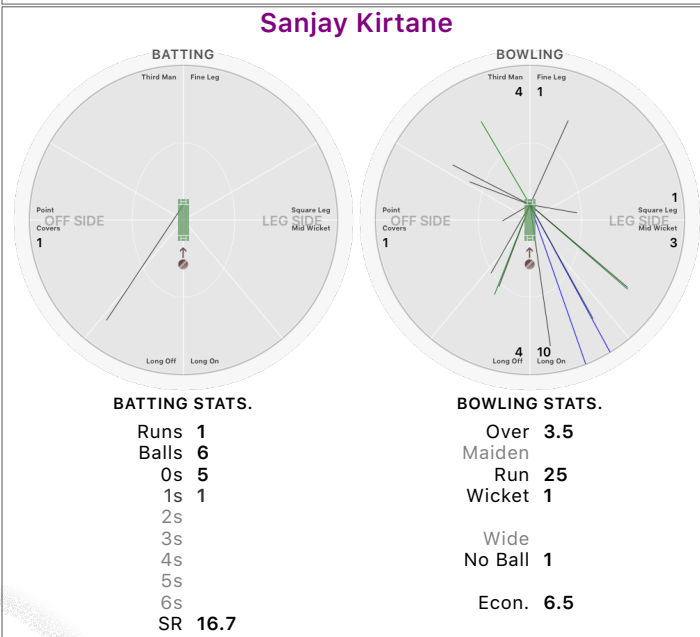 Sanjay Kirtane
BATTING
Third Man Fine Leg
Point
OFF SIDE
Covers
1
Square Leg
LEG SIDE
Mid Wicket
Long Off Long On
BATTING STATS.
Runs 1
Balls 6
0s 5
1s 1
2s
3s
4s
5s
6s
SR 16.7
BOWLING
Third Man Fine Leg
4 1
Point
OFF SIDE
Covers
1
1
Square Leg
LEG SIDE
Mid Wicket
3
4 10
Long Off Long On
BOWLING STATS.
Over 3.5
Maiden
Run 25
Wicket 1
Wide
No Ball 1
Econ. 6.5